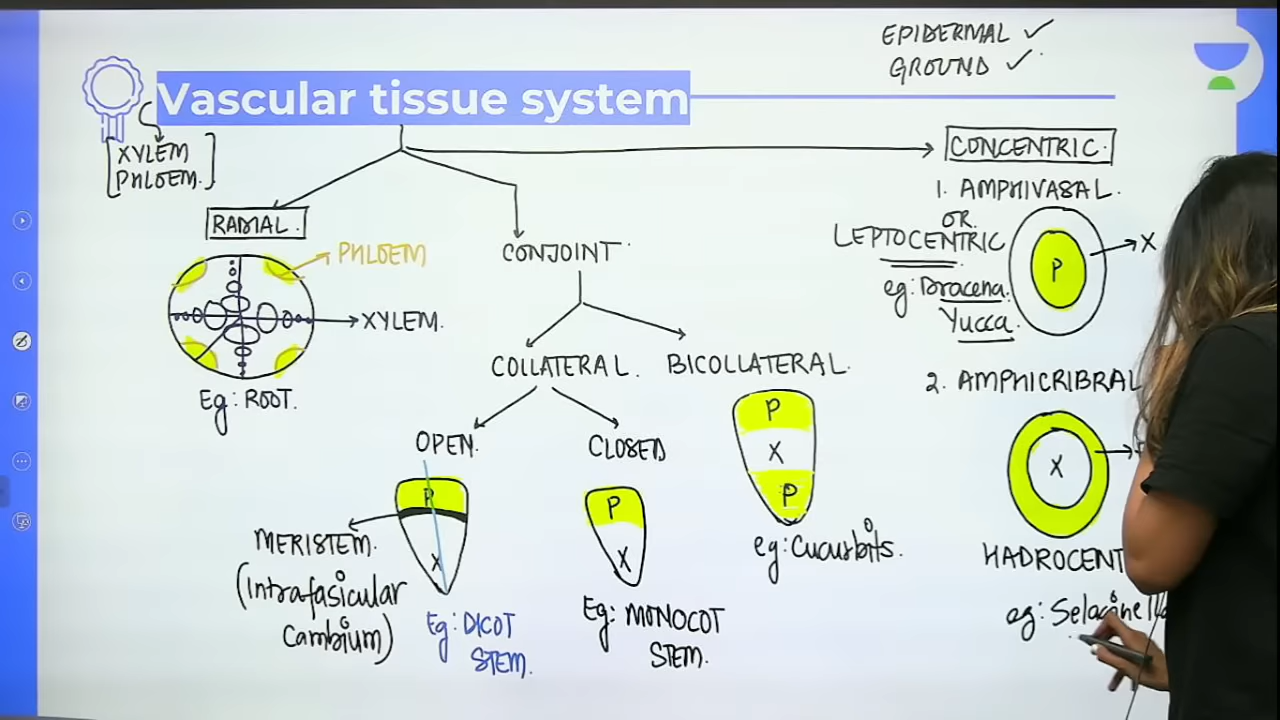 EPIDERMAL ✓
GROUND ✓
Vascular tissue system
[XYLEM
PHLOEM.]
CONCENTRIC.
1. AMPHIVASAL.
OR
LEPTOCENTRIC
eg: Dracena.
Yucca.
P
X
RADIAL.
PHLOEM
XYLEM.
Eg: ROOT.
CONJOINT.
COLLATERAL.
BICOLLATERAL.
P
X
P
eg: Cucurbits.
2. AMPHICRIBRAL
X
HADROCENT
eg:
OPEN.
CLOSED
P
X
MERISTEM.
(Intrafasicular
Cambium)
Eg: DICOT
STEM.
P
X
Eg: MONOCOT
STEM.